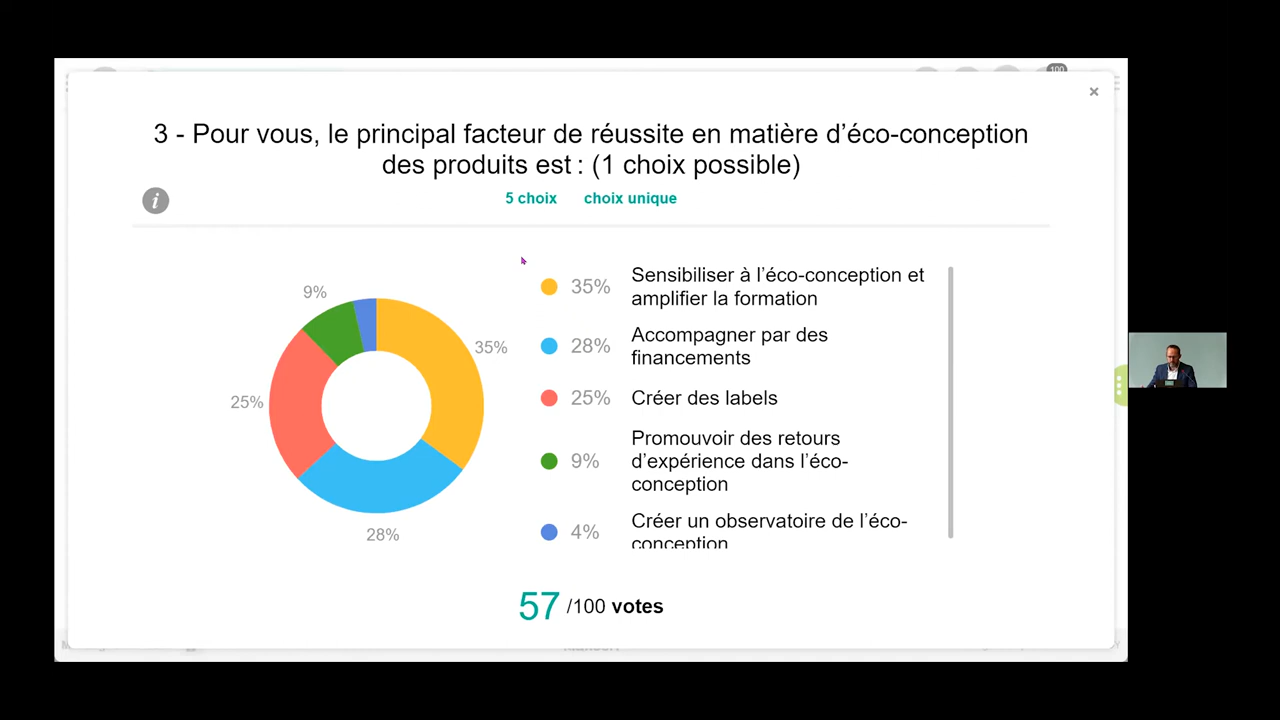 100
3 - Pour vous, le principal facteur de réussite en matière d’éco-conception
des produits est : (1 choix possible)
5 choix choix unique
35% Sensibiliser à l’éco-conception et
amplifier la formation
28% Accompagner par des
financements
25% Créer des labels
9% Promouvoir des retours
d’expérience dans l’éco-
conception
4% Créer un observatoire de l’éco-
conception
9%
35%
25%
28%
57 /100 votes